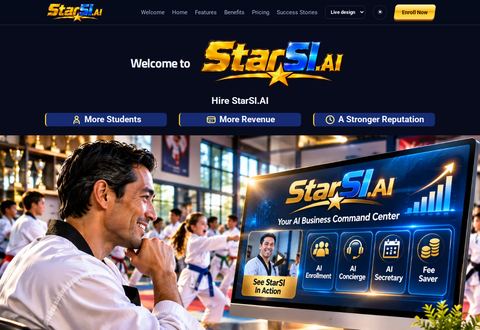 StarSI.AI
Welcome
Home
Features
Benefits
Pricing
Success Stories
Live design
Enroll Now
Welcome to StarSI.AI
Hire StarSI.AI
More Students
More Revenue
A Stronger Reputation
StarSI.AI
Your AI Business Command Center
See StarSI
In Action
AI
Enrollment
AI
Concierge
AI
Secretary
Fee
Saver